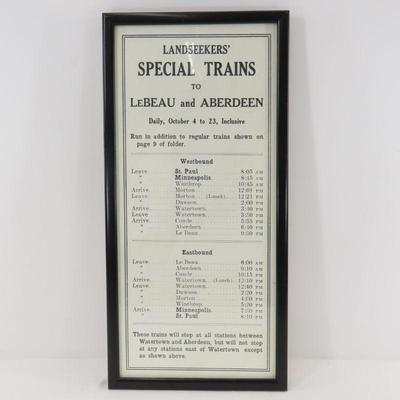 LANDSEEKERS'
SPECIAL TRAINS
TO
LEBEAU and ABERDEEN
Daily, October 4 to 23, Inclusive
Run in addition to regular trains shown on
page 9 of folder.
Westbound
Leave St. Paul 8:05 AM
" Minneapolis 8:45 AM
" Winthrop 10:45 AM
Arrive Morton 12:01 PM
Leave Morton (Lunch) 12:21 PM
" Dawson 2:00 PM
Arrive Watertown 3:40 PM
Leave Watertown 3:50 PM
Arrive Conde 5:35 PM
" Aberdeen 6:40 PM
" Le Beau 9:50 PM
Eastbound
Leave Le Beau 6:00 AM
" Aberdeen 9:10 AM
" Conde 10:15 AM
Arrive Watertown (Lunch) 12:10 PM
Leave Watertown 12:40 PM
" Dawson 2:20 PM
" Morton 4:00 PM
" Winthrop 5:20 PM
Arrive Minneapolis 7:30 PM
" St. Paul 8:10 PM
These trains will stop at all stations between
Watertown and Aberdeen, but will not stop
at any stations east of Watertown except
as shown above.